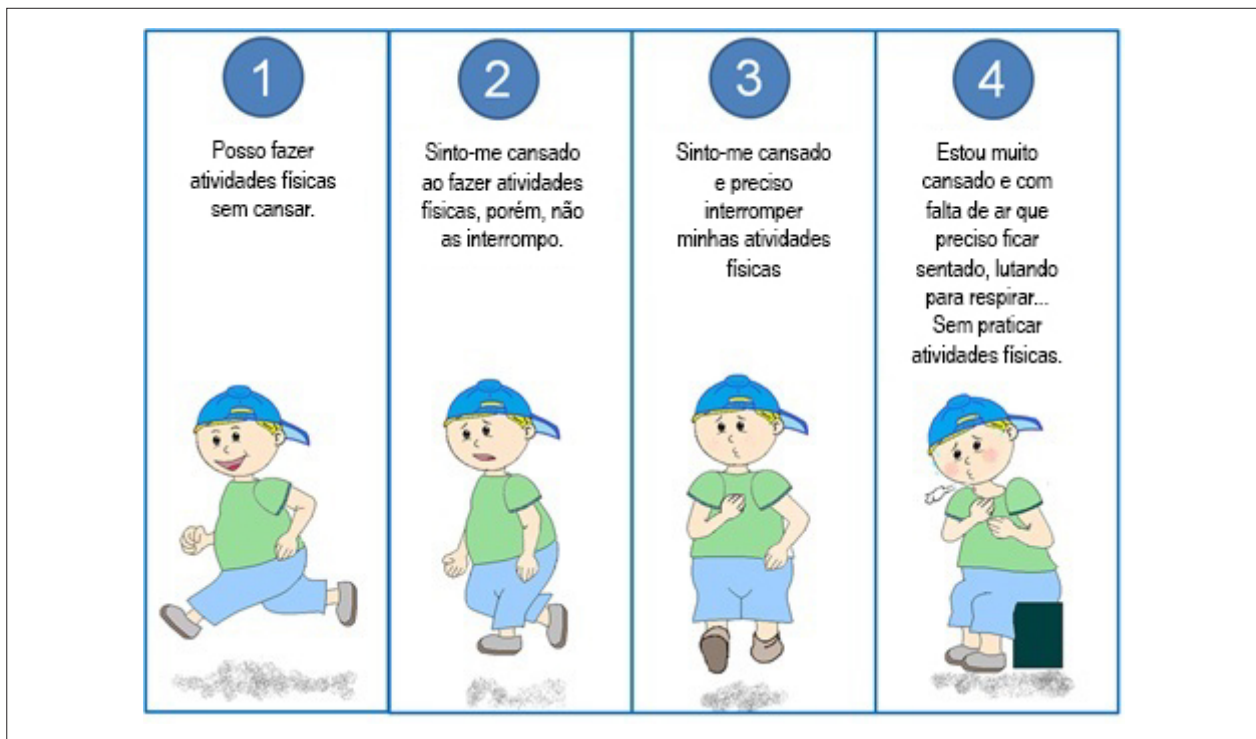 1
Posso fazer
atividades físicas
sem cansar.
2
Sinto-me cansado
ao fazer atividades
físicas, porém, não
as interrompo.
3
Sinto-me cansado
e preciso
interromper
minhas atividades
físicas
4
Estou muito
cansado e com
falta de ar que
preciso ficar
sentado, lutando
para respirar...
Sem praticar
atividades físicas.